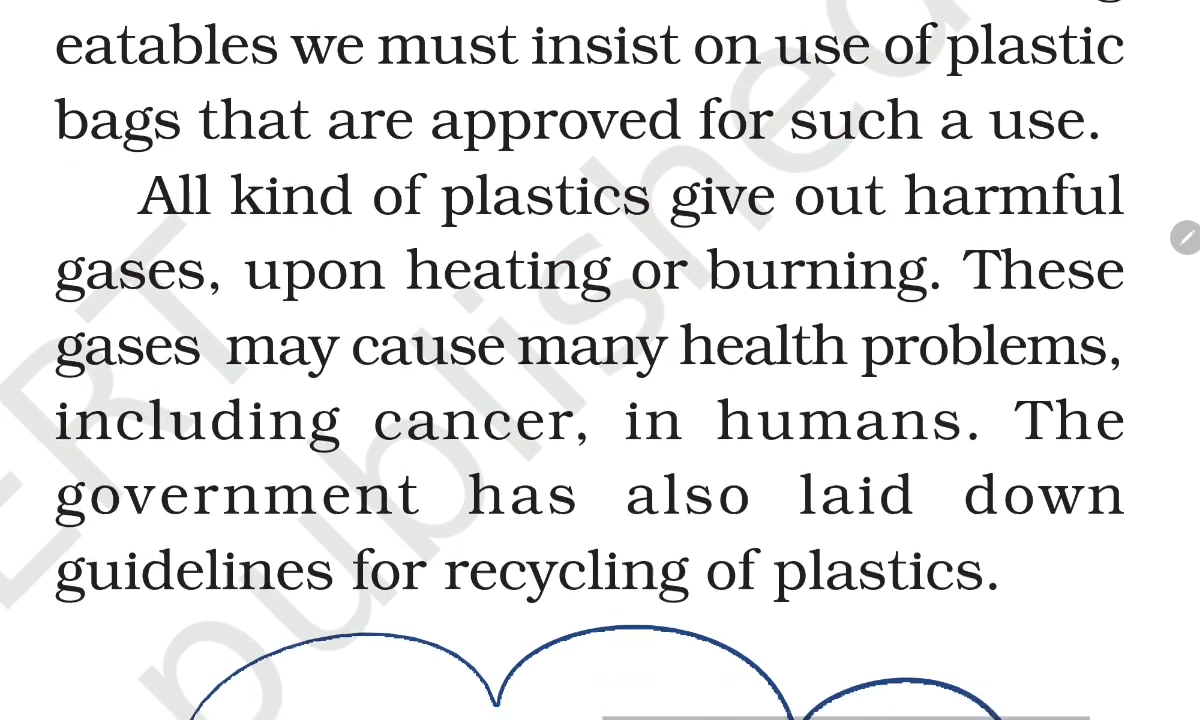 eatables we must insist on use of plastic
bags that are approved for such a use.
All kind of plastics give out harmful
gases, upon heating or burning. These
gases may cause many health problems,
including cancer, in humans. The
government has also laid down
guidelines for recycling of plastics.